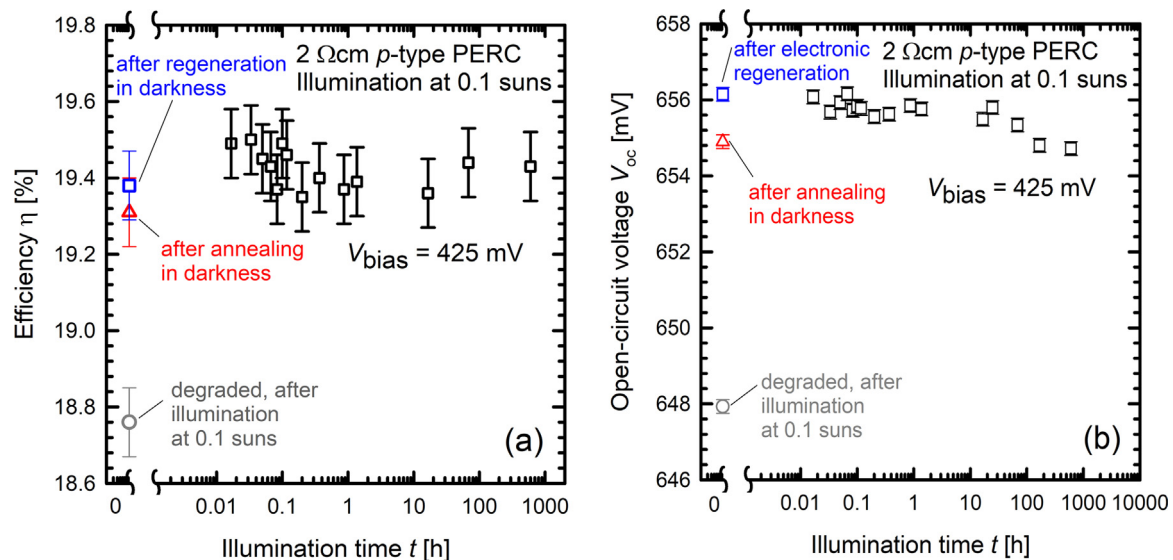 19.8
19.6
19.4
19.2
19.0
18.8
18.6
Efficiency η [%]
2 Ωcm p-type PERC
Illumination at 0.1 suns
after regeneration
in darkness
after annealing
in darkness
V_bias = 425 mV
degraded, after
illumination
at 0.1 suns
(a)
0 0.01 0.1 1 10 100 1000
Illumination time t [h]
658
656
654
652
650
648
646
Open-circuit voltage V_oc [mV]
after electronic
regeneration
2 Ωcm p-type PERC
Illumination at 0.1 suns
after annealing
in darkness
V_bias = 425 mV
degraded, after
illumination
at 0.1 suns
(b)
0 0.01 0.1 1 10 100 1000 10000
Illumination time t [h]